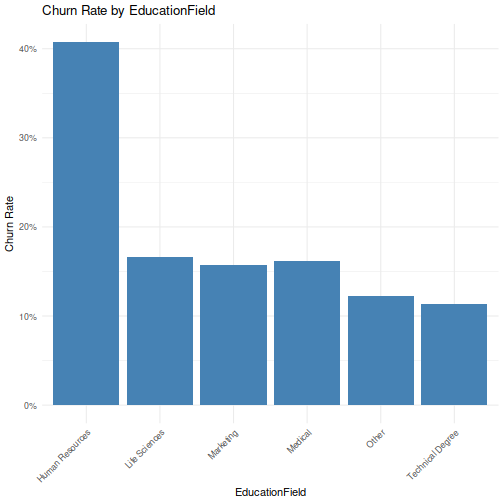 Churn Rate by EducationField
Churn Rate
40%
30%
20%
10%
0%
Human Resources
Life Sciences
Marketing
Medical
Other
Technical Degree
EducationField